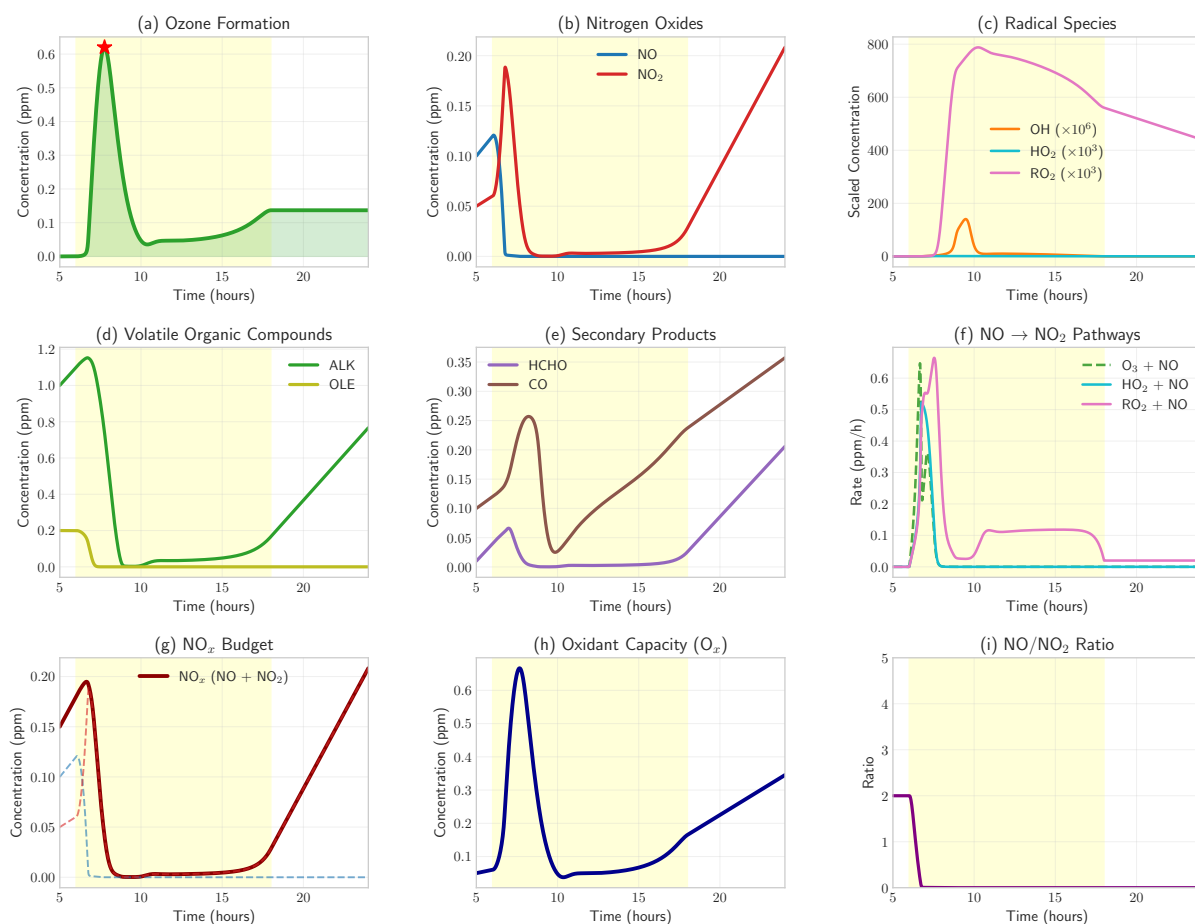 (a) Ozone Formation
Concentration (ppm)
0.6
0.5
0.4
0.3
0.2
0.1
0.0
5 10 15 20
Time (hours)
(b) Nitrogen Oxides
Concentration (ppm)
0.20
0.15
0.10
0.05
0.00
NO
NO₂
5 10 15 20
Time (hours)
(c) Radical Species
Scaled Concentration
800
600
400
200
0
OH (×10⁶)
HO₂ (×10³)
RO₂ (×10³)
5 10 15 20
Time (hours)
(d) Volatile Organic Compounds
Concentration (ppm)
1.2
1.0
0.8
0.6
0.4
0.2
0.0
ALK
OLE
5 10 15 20
Time (hours)
(e) Secondary Products
Concentration (ppm)
0.35
0.30
0.25
0.20
0.15
0.10
0.05
0.00
HCHO
CO
5 10 15 20
Time (hours)
(f) NO → NO₂ Pathways
Rate (ppm/h)
0.6
0.5
0.4
0.3
0.2
0.1
0.0
O₃ + NO
HO₂ + NO
RO₂ + NO
5 10 15 20
Time (hours)
(g) NOₓ Budget
Concentration (ppm)
0.20
0.15
0.10
0.05
0.00
NOₓ (NO + NO₂)
5 10 15 20
Time (hours)
(h) Oxidant Capacity (Oₓ)
Concentration (ppm)
0.6
0.5
0.4
0.3
0.2
0.1
5 10 15 20
Time (hours)
(i) NO/NO₂ Ratio
Ratio
5
4
3
2
1
0
5 10 15 20
Time (hours)